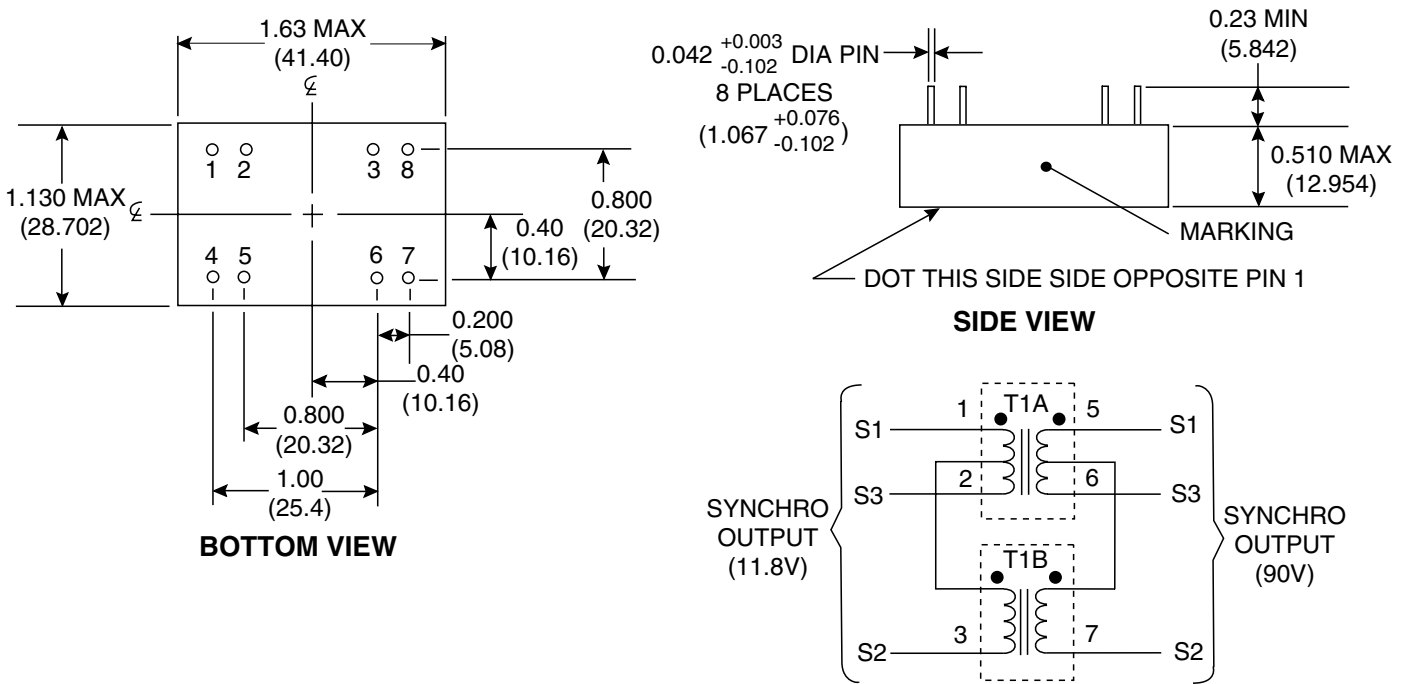 1.63 MAX
(41.40)
℄
1.130 MAX
(28.702)
℄
1 2 3 8
4 5 6 7
0.800
(20.32)
0.40
(10.16)
0.200
(5.08)
0.40
(10.16)
0.800
(20.32)
1.00
(25.4)
BOTTOM VIEW
0.042 +0.003 -0.102 DIA PIN
8 PLACES
(1.067 +0.076 -0.102)
0.23 MIN
(5.842)
0.510 MAX
(12.954)
MARKING
DOT THIS SIDE SIDE OPPOSITE PIN 1
SIDE VIEW
T1A
S1 1 5 S1
S3 2 6 S3
SYNCHRO
OUTPUT
(11.8V)
SYNCHRO
OUTPUT
(90V)
T1B
S2 3 7 S2